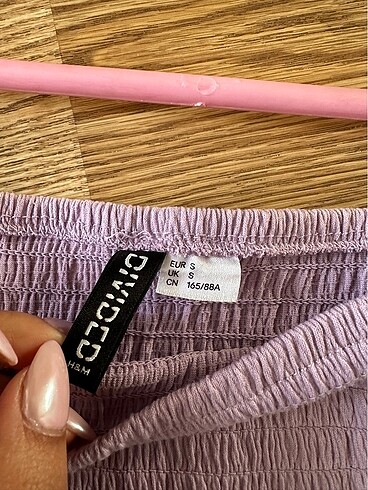 DIVIDED
H&M
EUR S
UK S
CN 165/88A